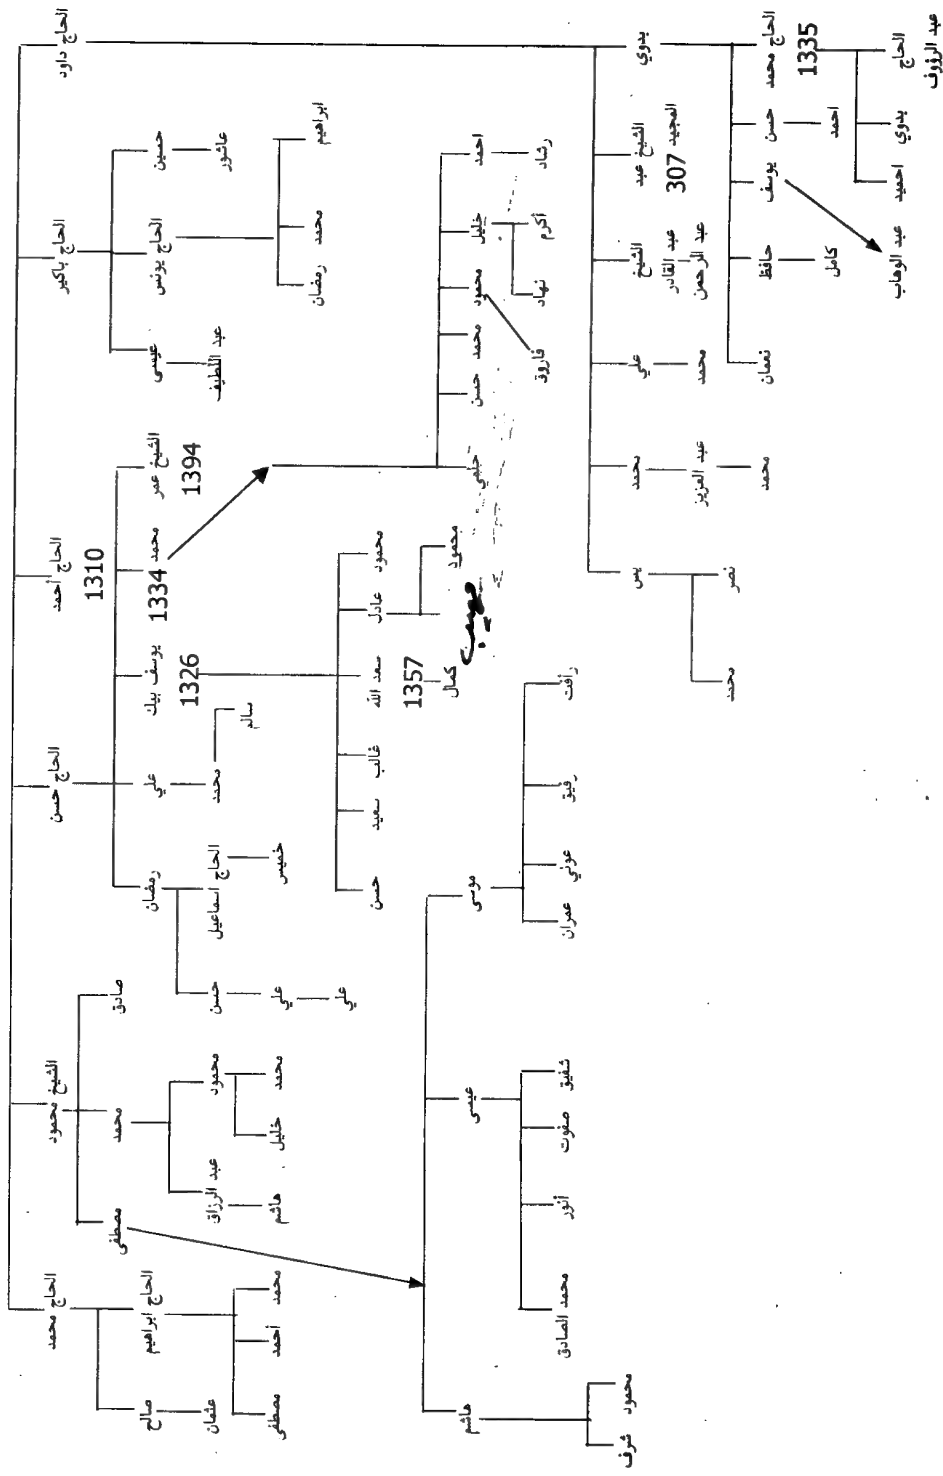 الحاج داود
الحاج باكير
الحاج أحمد
1310
الحاج حسن
الشيخ محمود
الحاج محمد
حسين
الحاج يونس
عيسى
الشيخ عمر
1394
محمد
1334
يوسف بيك
1326
علي
رمضان
صادق
محمد
مصطفى
الحاج ابراهيم
صالح
عاشور
عبد اللطيف
محمد
سالم
الحاج اسماعيل
حسن
محمود
عبد الرزاق
عثمان
ابراهيم
محمد
رمضان
خميس
علي
علي
محمد
خليل
هاشم
محمد
أحمد
مصطفى
محمود
عادل
سعد الله
1357
غالب
سعيد
حسن
محمود
كمال
احمد
خليل
محمود
محمد
حسن
حلمي
رشاد
أكرم
نهاد
فاروق
موسى
عيسى
هاشم
رأفت
رفيق
عوني
عمران
شفيق
صفوت
أنور
محمد الصادق
محمود
شرف
بدوي
الشيخ عبد المجيد
307
الشيخ عبد القادر
عبد الرحمن
علي
محمد
محمد
عبد العزيز
محمد
يس
نصر
محمد
الحاج محمد
1335
حسن
احمد
يوسف
عبد الوهاب
حافظ
كامل
نعمان
الحاج عبد الرؤوف
بدوي
احميد